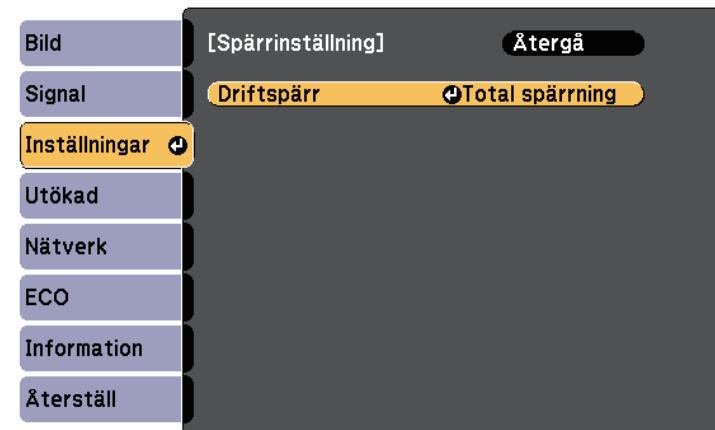 Bild
Signal
Inställningar
Utökad
Nätverk
ECO
Information
Återställ
[Spärrinställning] Återgå
Driftspärr Total spärrning